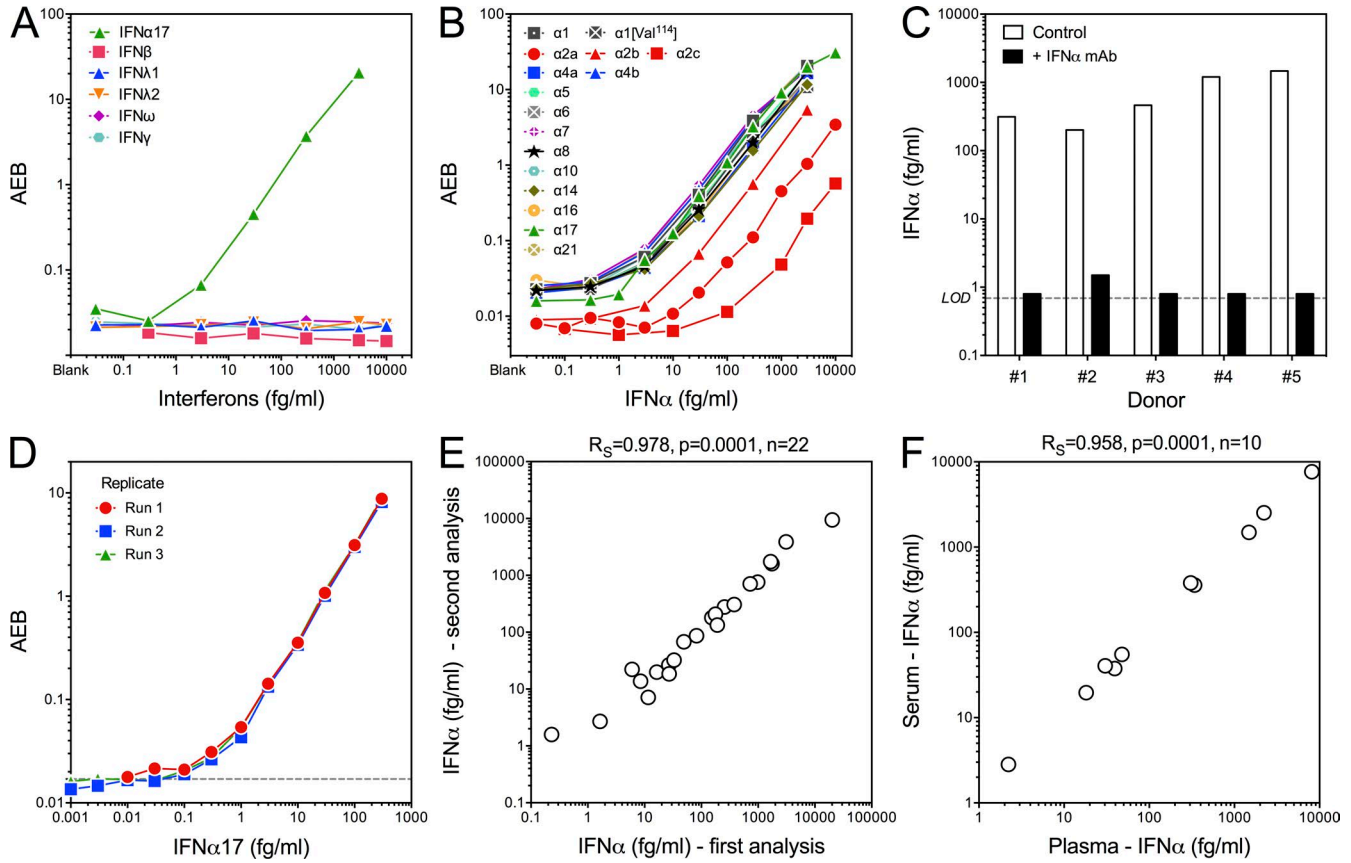 A
AEB
100
10
1
0.1
0.01
IFNα17
IFNβ
IFNλ1
IFNλ2
IFNω
IFNγ
Blank 0.1 1 10 100 1000 10000
Interferons (fg/ml)
B
AEB
100
10
1
0.1
0.01
α1 α1[Val¹¹⁴]
α2a α2b α2c
α4a α4b
α5
α6
α7
α8
α10
α14
α16
α17
α21
Blank 0.1 1 10 100 1000 10000
IFNα (fg/ml)
C
IFNα (fg/ml)
10000
1000
100
10
1
0.1
LOD
Control
+ IFNα mAb
#1 #2 #3 #4 #5
Donor
D
AEB
10
1
0.1
0.01
Replicate
Run 1
Run 2
Run 3
0.001 0.01 0.1 1 10 100 1000
IFNα17 (fg/ml)
E
R_S=0.978, p=0.0001, n=22
IFNα (fg/ml) - second analysis
100000
10000
1000
100
10
1
0.1
0.1 1 10 100 1000 10000 100000
IFNα (fg/ml) - first analysis
F
R_S=0.958, p=0.0001, n=10
Serum - IFNα (fg/ml)
10000
1000
100
10
1
1 10 100 1000 10000
Plasma - IFNα (fg/ml)